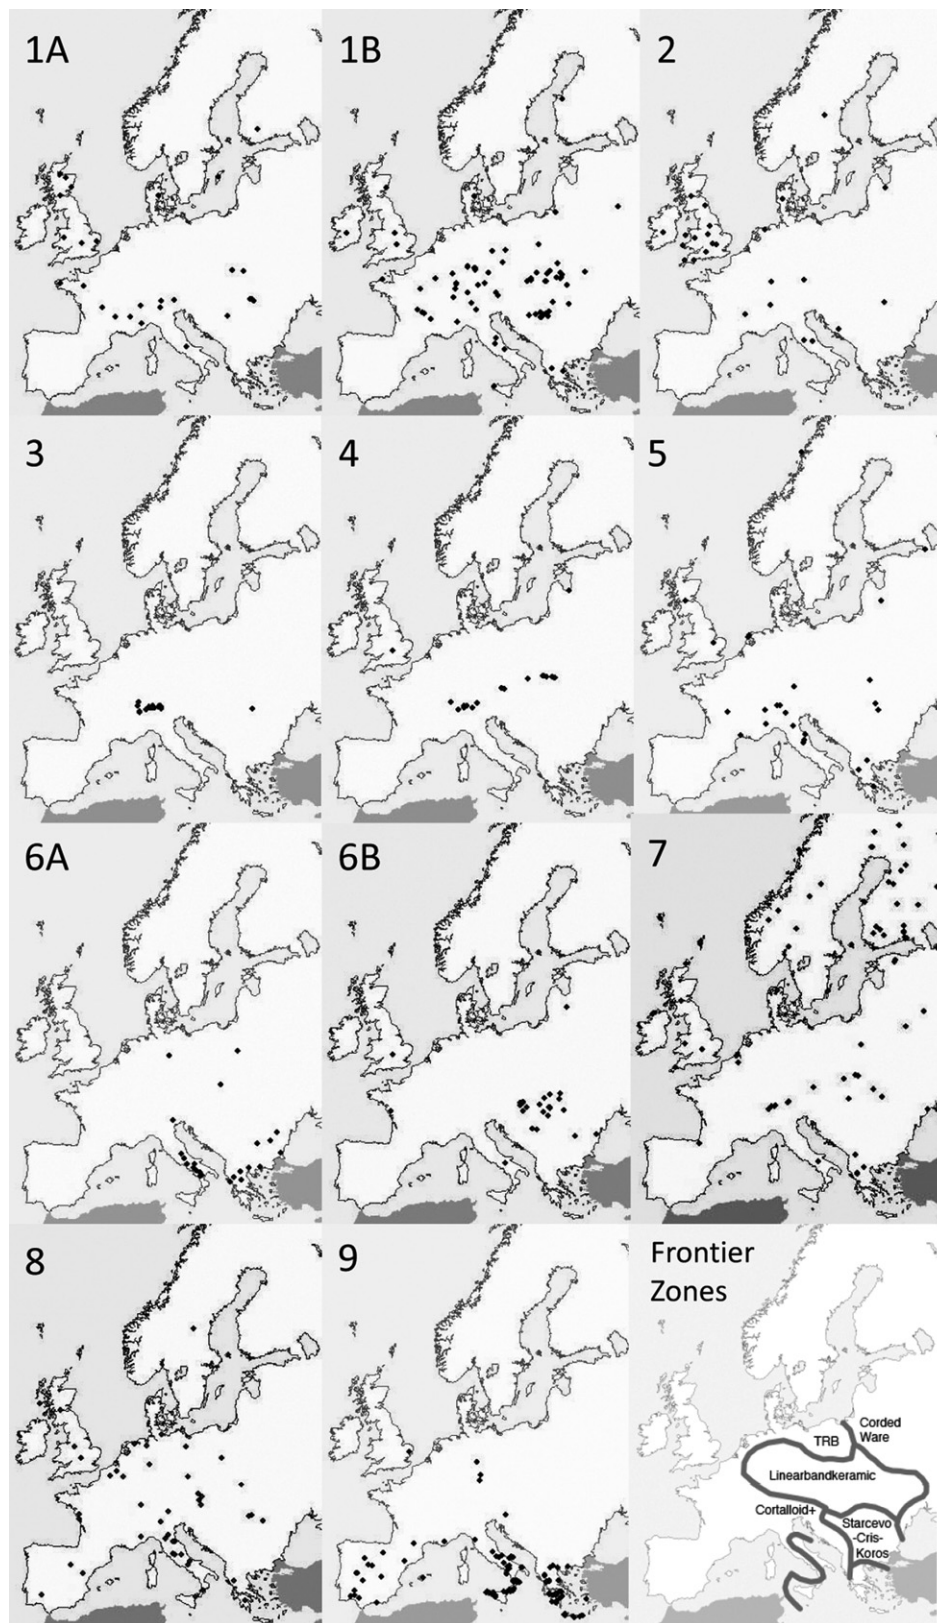 1A
1B
2
3
4
5
6A
6B
7
8
9
Frontier
Zones
Corded
Ware
TRB
Linearbandkeramic
Cortalloid+
Starcevo
-Cris-
Koros